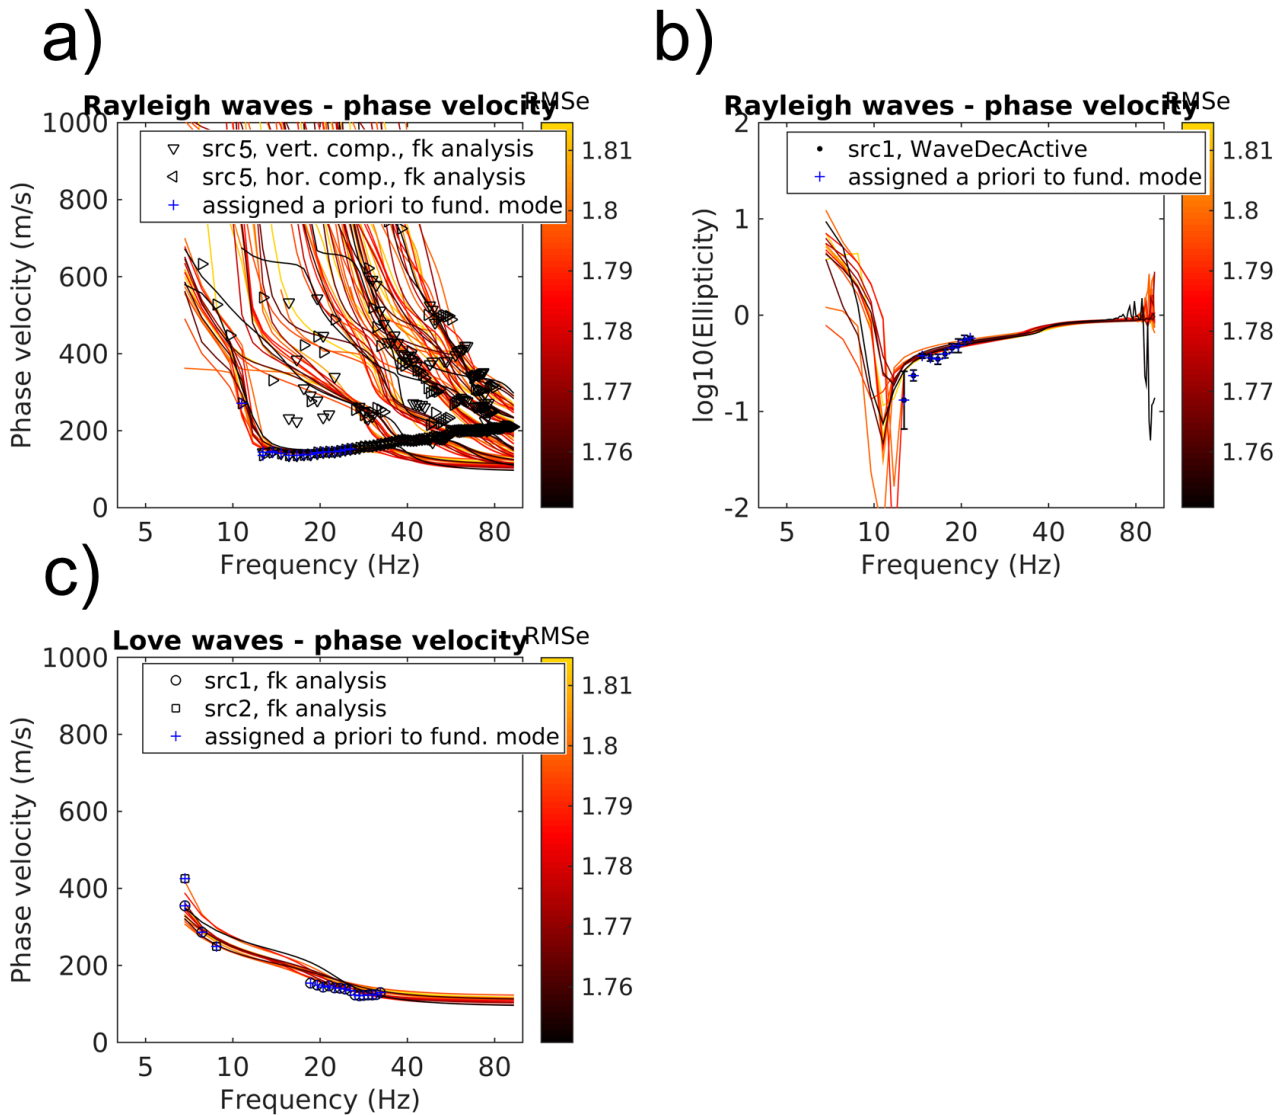 a)
Rayleigh waves - phase velocity
RMSe
1000
800
600
400
200
0
Phase velocity (m/s)
src5, vert. comp., fk analysis
src5, hor. comp., fk analysis
assigned a priori to fund. mode
5 10 20 40 80
Frequency (Hz)
1.81
1.8
1.79
1.78
1.77
1.76
b)
Rayleigh waves - phase velocity
RMSe
2
1
0
-1
-2
log10(Ellipticity)
src1, WaveDecActive
assigned a priori to fund. mode
5 10 20 40 80
Frequency (Hz)
1.81
1.8
1.79
1.78
1.77
1.76
c)
Love waves - phase velocity
RMSe
1000
800
600
400
200
0
Phase velocity (m/s)
src1, fk analysis
src2, fk analysis
assigned a priori to fund. mode
5 10 20 40 80
Frequency (Hz)
1.81
1.8
1.79
1.78
1.77
1.76